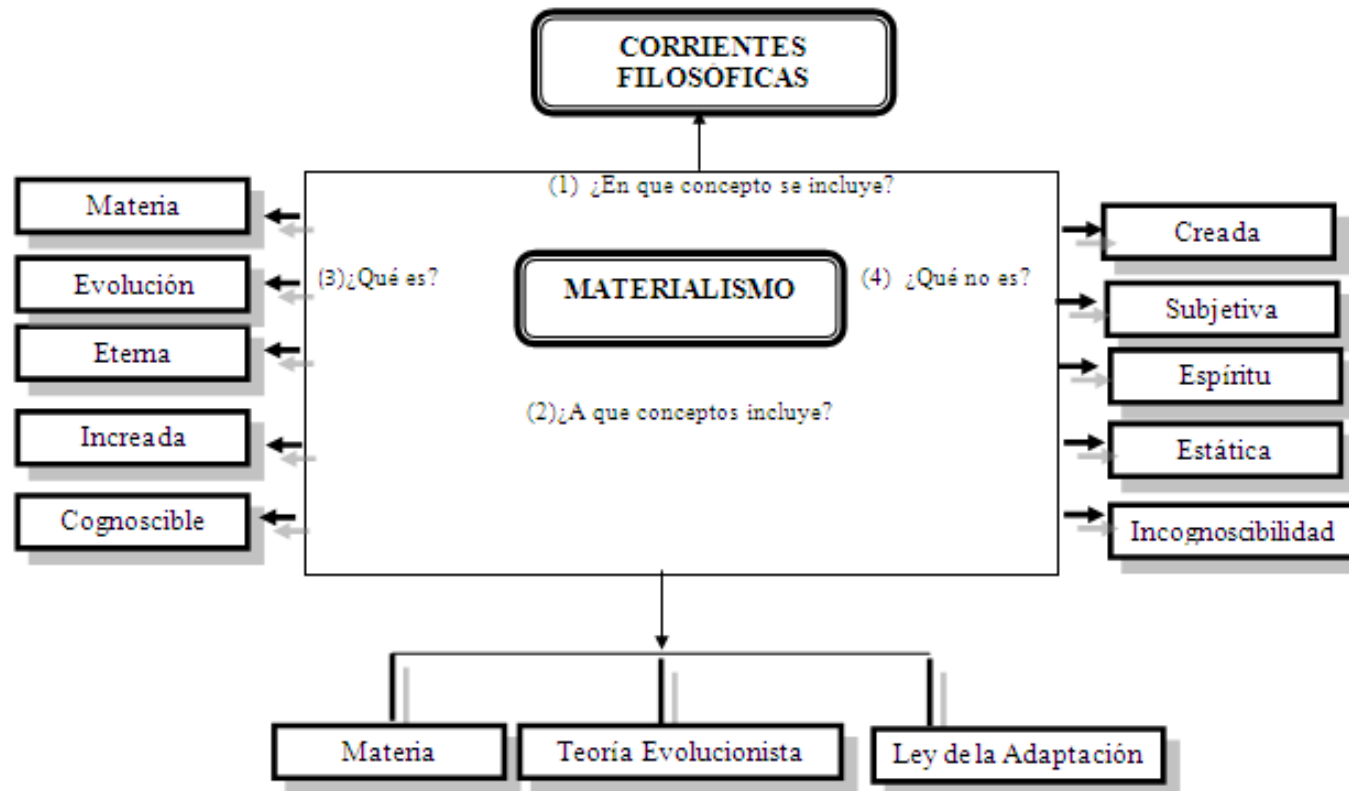 CORRIENTES
FILOSÓFICAS
(1) ¿En que concepto se incluye?
Materia
Evolución
Eterna
Increada
Cognoscible
(3)¿Qué es?
MATERIALISMO
(4) ¿Qué no es?
Creada
Subjetiva
Espíritu
Estática
Incognoscibilidad
(2)¿A que conceptos incluye?
Materia
Teoría Evolucionista
Ley de la Adaptación